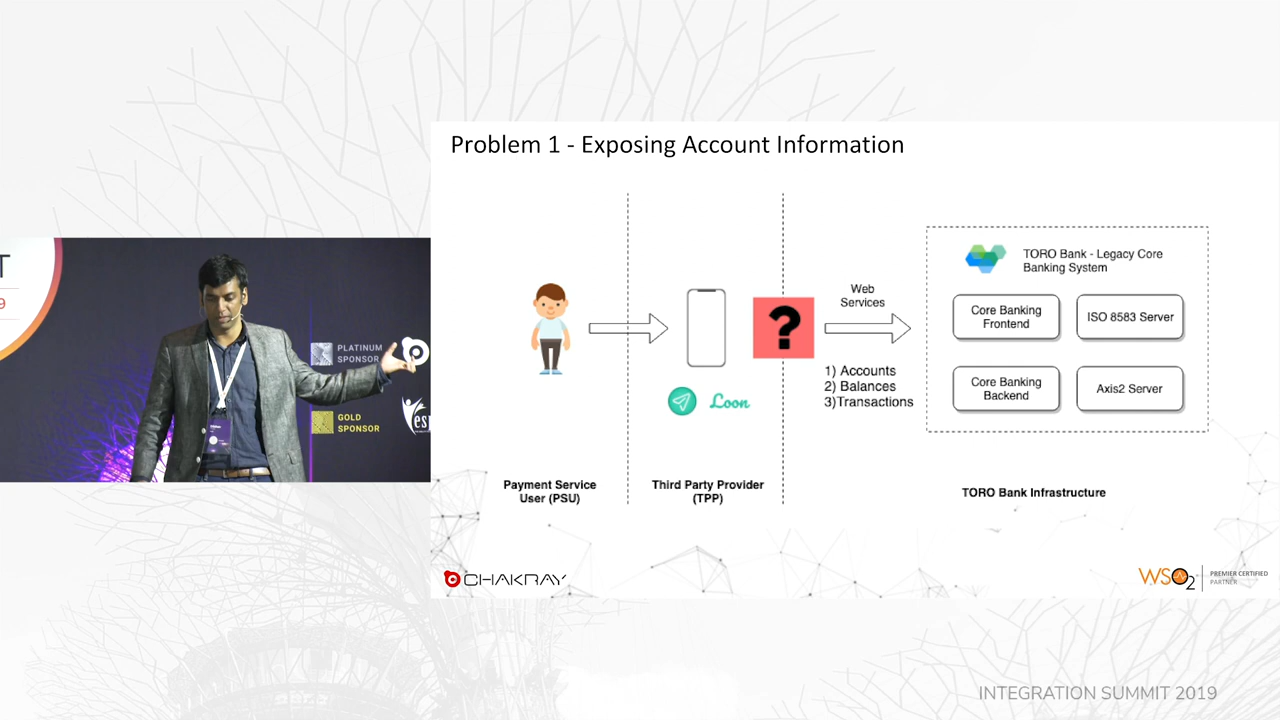 Problem 1 - Exposing Account Information
T
9
PLATINUM
SPONSOR
GOLD
SPONSOR
Web
Services
1) Accounts
2) Balances
3)Transactions
?
Loon
TORO Bank - Legacy Core
Banking System
Core Banking
Frontend
ISO 8583 Server
Core Banking
Backend
Axis2 Server
Payment Service
User (PSU)
Third Party Provider
(TPP)
TORO Bank Infrastructure
CHAKRAY
WSO2
PREMIER CERTIFIED
PARTNER
INTEGRATION SUMMIT 2019